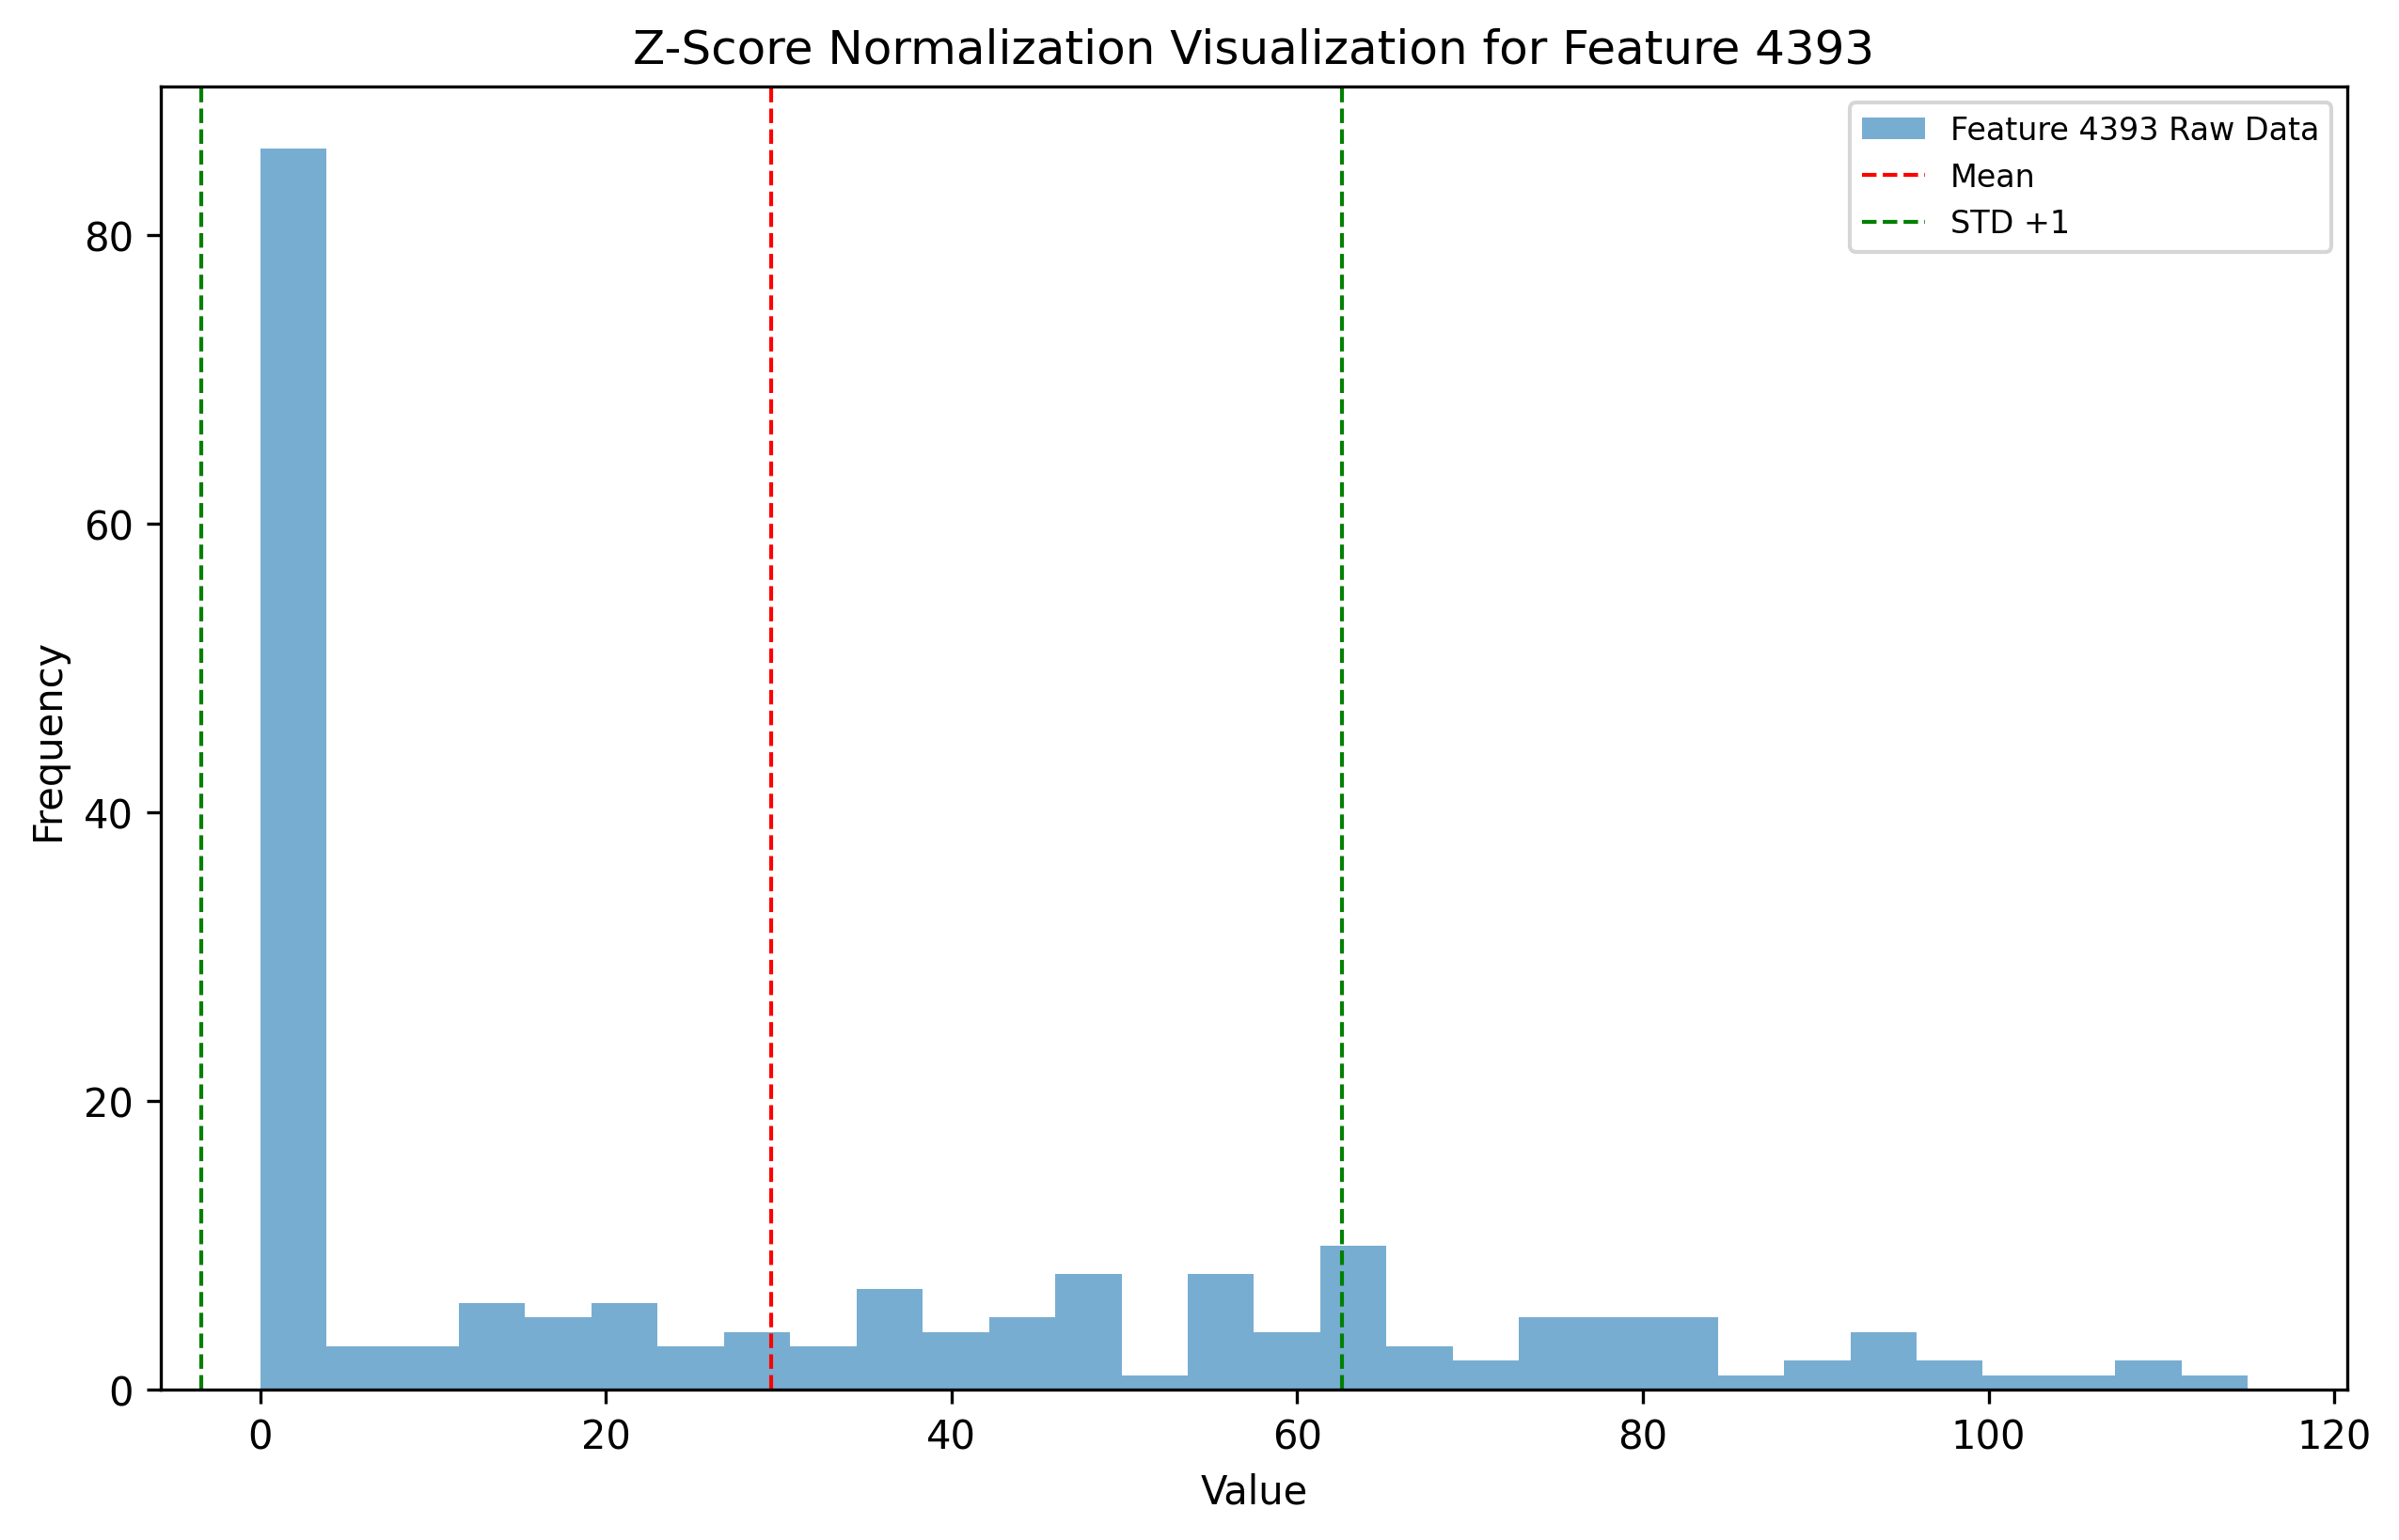 Z-Score Normalization Visualization for Feature 4393
Feature 4393 Raw Data
Mean
STD +1
Frequency
80
60
40
20
0
0 20 40 60 80 100 120
Value